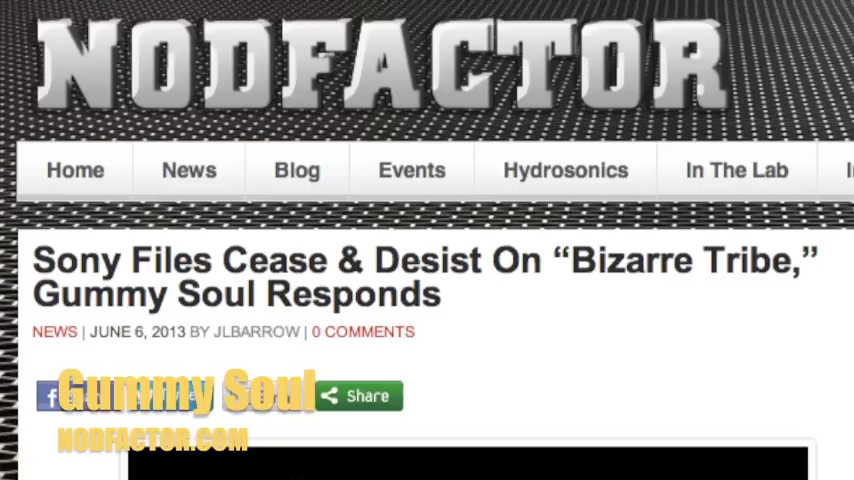 NODFACTOR
Home News Blog Events Hydrosonics In The Lab
Sony Files Cease & Desist On “Bizarre Tribe,”
Gummy Soul Responds
NEWS | JUNE 6, 2013 BY JLBARROW | 0 COMMENTS
Gummy Soul
Share
NODFACTOR.COM